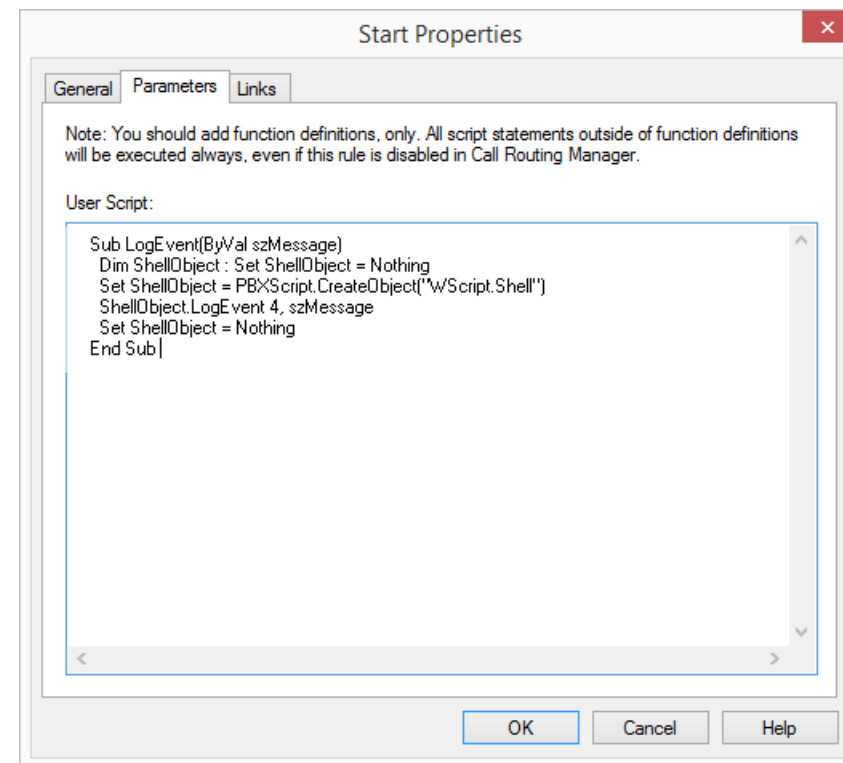 Start Properties
General Parameters Links
Note: You should add function definitions, only. All script statements outside of function definitions
will be executed always, even if this rule is disabled in Call Routing Manager.
User Script:
Sub LogEvent(ByVal szMessage)
Dim ShellObject : Set ShellObject = Nothing
Set ShellObject = PBXScript.CreateObject("WScript.Shell")
ShellObject.LogEvent 4, szMessage
Set ShellObject = Nothing
End Sub
OK Cancel Help